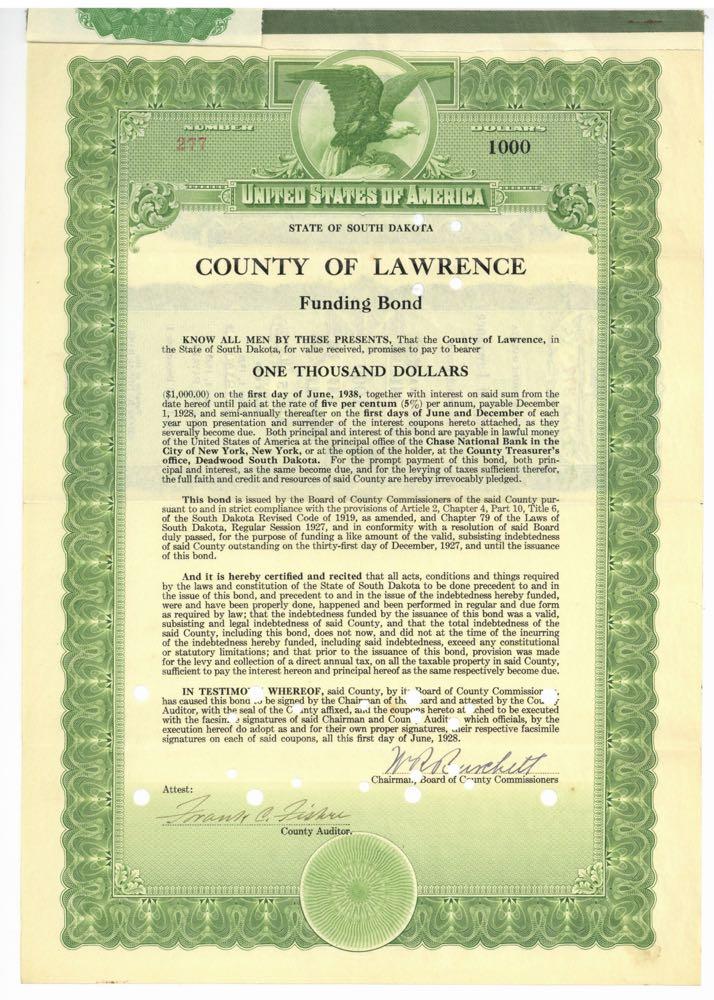 NUMBER
DOLLARS
277
1000
UNITED STATES OF AMERICA
STATE OF SOUTH DAKOTA
COUNTY OF LAWRENCE
Funding Bond
KNOW ALL MEN BY THESE PRESENTS, That the County of Lawrence, in
the State of South Dakota, for value received, promises to pay to bearer
ONE THOUSAND DOLLARS
($1,000.00) on the first day of June, 1938, together with interest on said sum from the
date hereof until paid at the rate of five per centum (5%) per annum, payable December
1, 1928, and semi-annually thereafter on the first days of June and December of each
year upon presentation and surrender of the interest coupons hereto attached, as they
severally become due. Both principal and interest of this bond are payable in lawful money
of the United States of America at the principal office of the Chase National Bank in the
City of New York, New York, or at the option of the holder, at the County Treasurer's
office, Deadwood South Dakota. For the prompt payment of this bond, both prin-
cipal and interest, as the same become due, and for the levying of taxes sufficient therefor,
the full faith and credit and resources of said County are hereby irrevocably pledged.
This bond is issued by the Board of County Commissioners of the said County pur-
suant to and in strict compliance with the provisions of Article 2, Chapter 4, Part 10, Title 6,
of the South Dakota Revised Code of 1919, as amended, and Chapter 79 of the Laws of
South Dakota, Regular Session 1927, and in conformity with a resolution of said Board
duly passed, for the purpose of funding a like amount of the valid, subsisting indebtedness
of said County outstanding on the thirty-first day of December, 1927, and until the issuance
of this bond.
And it is hereby certified and recited that all acts, conditions and things required
by the laws and constitution of the State of South Dakota to be done precedent to and in
the issue of this bond, and precedent to and in the issue of the indebtedness hereby funded,
were and have been properly done, happened and been performed in regular and due form
as required by law; that the indebtedness funded by the issuance of this bond was a valid,
subsisting and legal indebtedness of said County, and that the total indebtedness of the
said County, including this bond, does not now, and did not at the time of the incurring
of the indebtedness hereby funded, including said indebtedness, exceed any constitutional
or statutory limitations; and that prior to the issuance of this bond, provision was made
for the levy and collection of a direct annual tax, on all the taxable property in said County,
sufficient to pay the interest hereon and principal hereof as the same respectively become due.
IN TESTIMONY WHEREOF, said County, by its Board of County Commissioners,
has caused this bond to be signed by the Chairman of the Board and attested by the County
Auditor, with the seal of the County affixed, and the coupons hereto attached to be executed
with the facsimile signatures of said Chairman and County Auditor, which officials, by the
execution hereof do adopt as and for their own proper signatures, their respective facsimile
signatures on each of said coupons, all this first day of June, 1928.
W R Burchett
Chairman, Board of County Commissioners
Attest:
Frank C. Fisher
County Auditor.